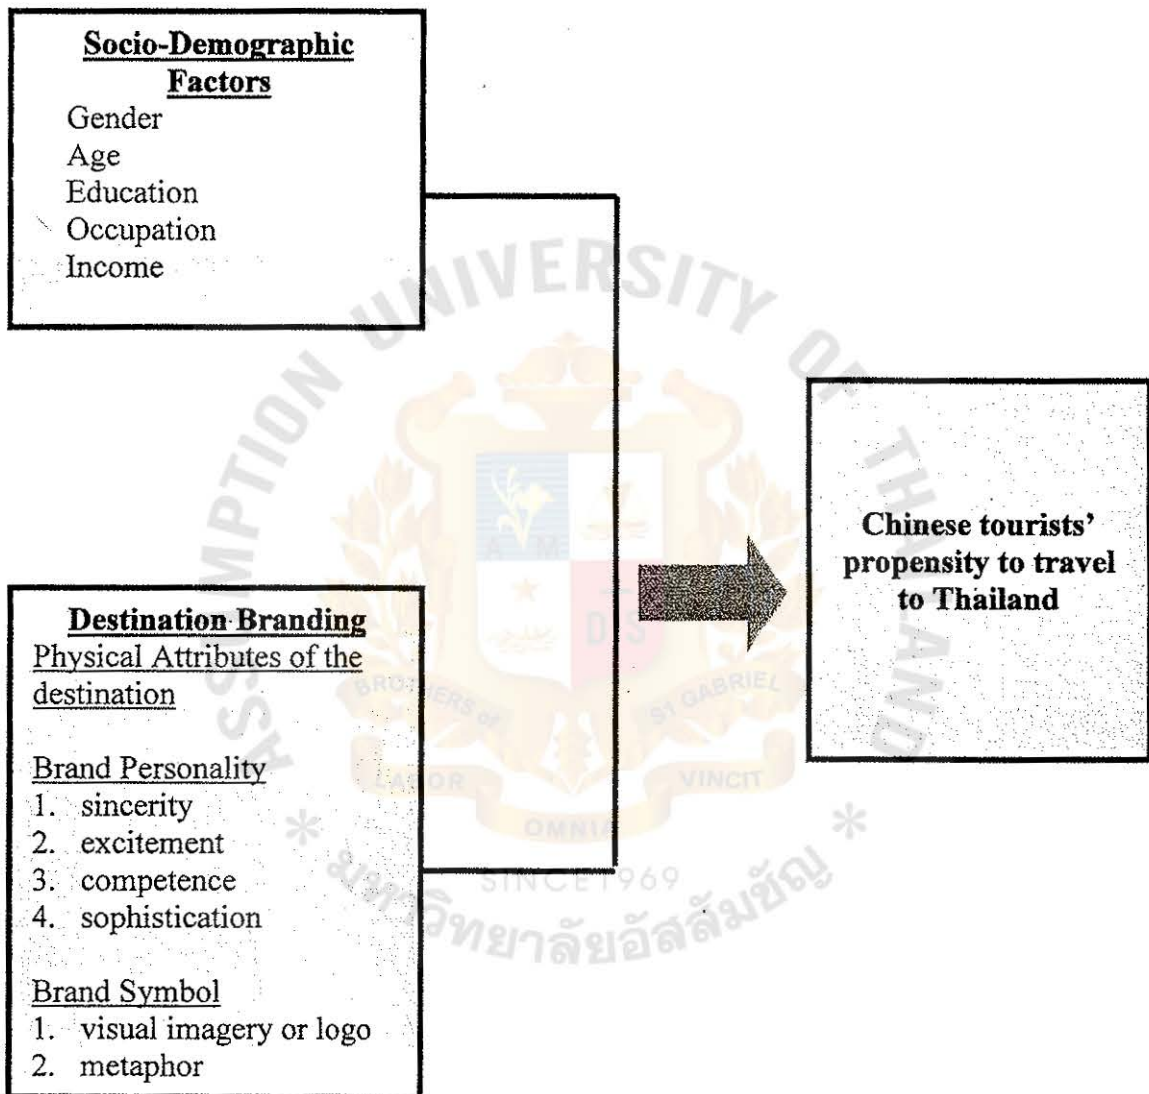 Socio-Demographic
Factors
Gender
Age
Education
Occupation
Income
Destination Branding
Physical Attributes of the
destination
Brand Personality
1. sincerity
2. excitement
3. competence
4. sophistication
Brand Symbol
1. visual imagery or logo
2. metaphor
Chinese tourists'
propensity to travel
to Thailand
ASSUMPTION UNIVERSITY OF THAILAND
A M
D S
BROTHERS of ST GABRIEL
LABOR VINCIT
OMNIA
SINCE 1969
* มหาวิทยาลัยอัสสัมชัญ *